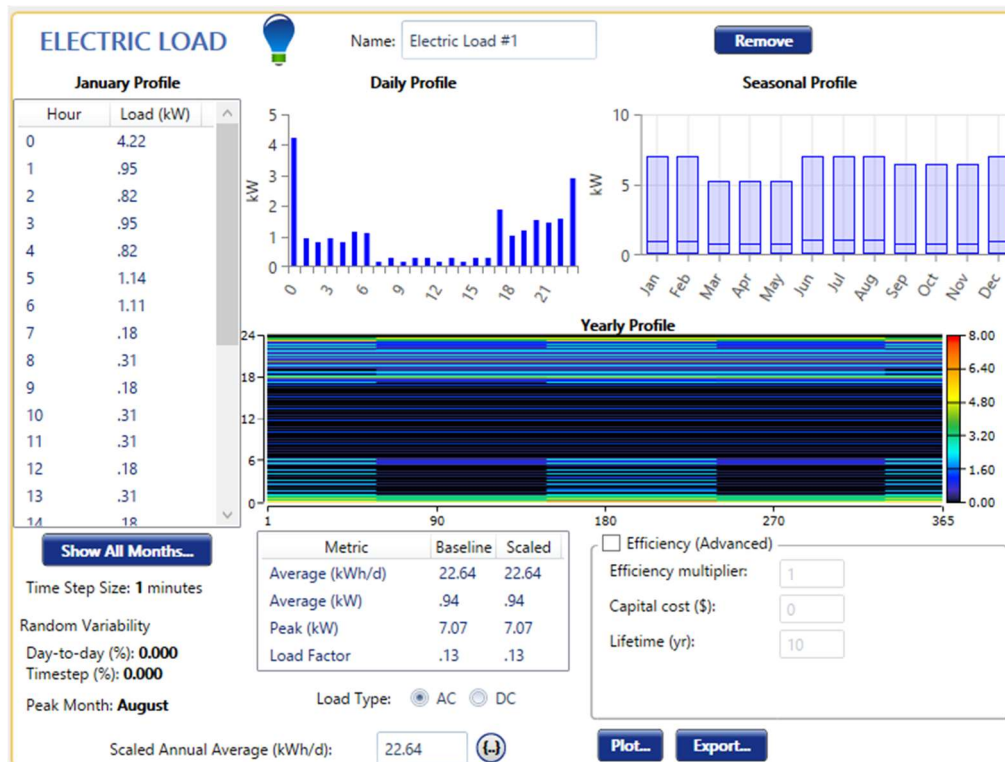 ELECTRIC LOAD
Name: Electric Load #1
Remove
January Profile
Hour Load (kW)
0 4.22
1 .95
2 .82
3 .95
4 .82
5 1.14
6 1.11
7 .18
8 .31
9 .18
10 .31
11 .31
12 .18
13 .31
14 .18
Daily Profile
kW
5
4
3
2
1
0
0 3 6 9 12 15 18 21
Seasonal Profile
kW
10
5
0
Jan Feb Mar Apr May Jun Jul Aug Sep Oct Nov Dec
Yearly Profile
24
18
12
6
0
1 90 180 270 365
8.00
6.40
4.80
3.20
1.60
0.00
Show All Months...
Time Step Size: 1 minutes
Random Variability
Day-to-day (%): 0.000
Timestep (%): 0.000
Peak Month: August
Metric Baseline Scaled
Average (kWh/d) 22.64 22.64
Average (kW) .94 .94
Peak (kW) 7.07 7.07
Load Factor .13 .13
Load Type: AC DC
Scaled Annual Average (kWh/d): 22.64 {..}
Efficiency (Advanced)
Efficiency multiplier: 1
Capital cost ($): 0
Lifetime (yr): 10
Plot... Export...